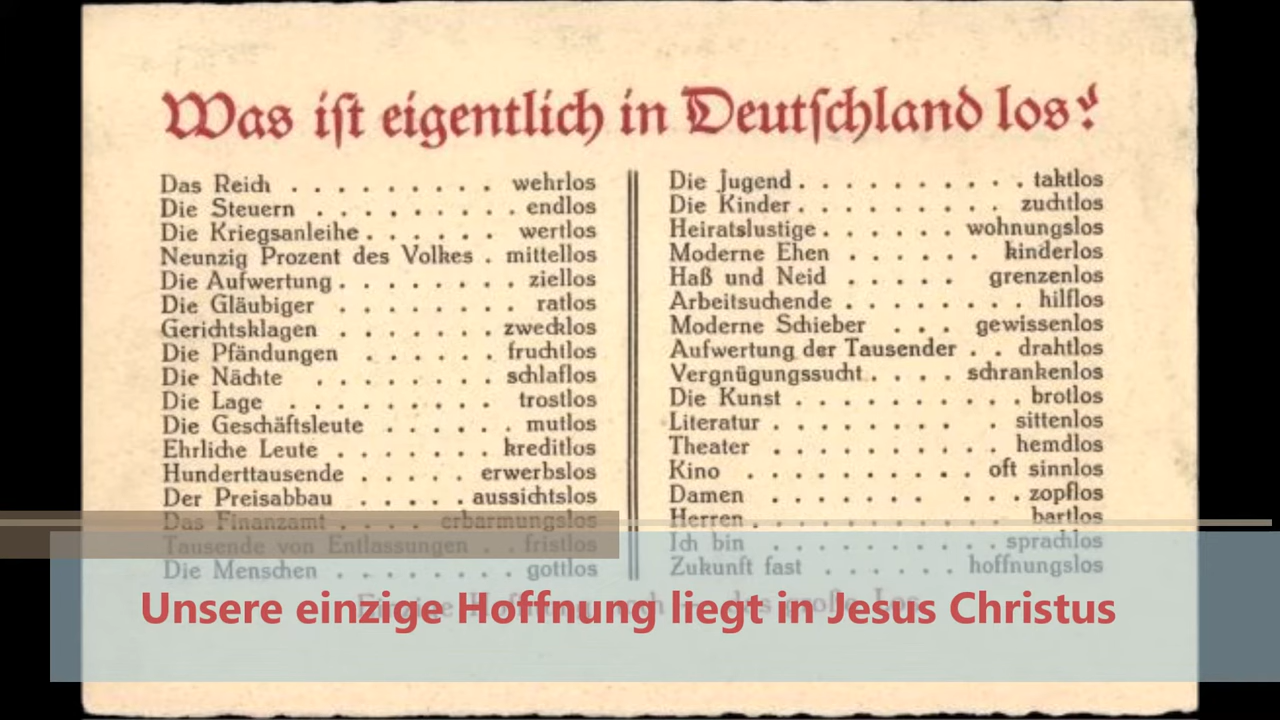 Was ist eigentlich in Deutschland los?
Das Reich . . . . . . . . . wehrlos
Die Steuern . . . . . . . . . endlos
Die Kriegsanleihe . . . . . . wertlos
Neunzig Prozent des Volkes . mittellos
Die Aufwertung . . . . . . . . ziellos
Die Gläubiger . . . . . . . . ratlos
Gerichtsklagen . . . . . . . zwecklos
Die Pfändungen . . . . . . fruchtlos
Die Nächte . . . . . . . . schlaflos
Die Lage . . . . . . . . . trostlos
Die Geschäftsleute . . . . . . mutlos
Ehrliche Leute . . . . . . . kreditlos
Hunderttausende . . . . . erwerbslos
Der Preisabbau . . . . . aussichtslos
Das Finanzamt . . . . erbarmungslos
Tausende von Entlassungen . . fristlos
Die Menschen . . . . . . . . gottlos
Die Jugend . . . . . . . . . . . taktlos
Die Kinder . . . . . . . . . zuchtlos
Heiratslustige . . . . . . wohnungslos
Moderne Ehen . . . . . . kinderlos
Haß und Neid . . . . . grenzenlos
Arbeitsuchende . . . . . . . . hilflos
Moderne Schieber . . . gewissenlos
Aufwertung der Tausender . . drahtlos
Vergnügungssucht . . . . schrankenlos
Die Kunst . . . . . . . . . . brotlos
Literatur . . . . . . . . . sittenlos
Theater . . . . . . . . . . hemdlos
Kino . . . . . . . . . . oft sinnlos
Damen . . . . . . . . . . zopflos
Herren . . . . . . . . . . . bartlos
Ich bin . . . . . . . . . . sprachlos
Zukunft fast . . . . . . hoffnungslos
Unsere einzige Hoffnung liegt in Jesus Christus